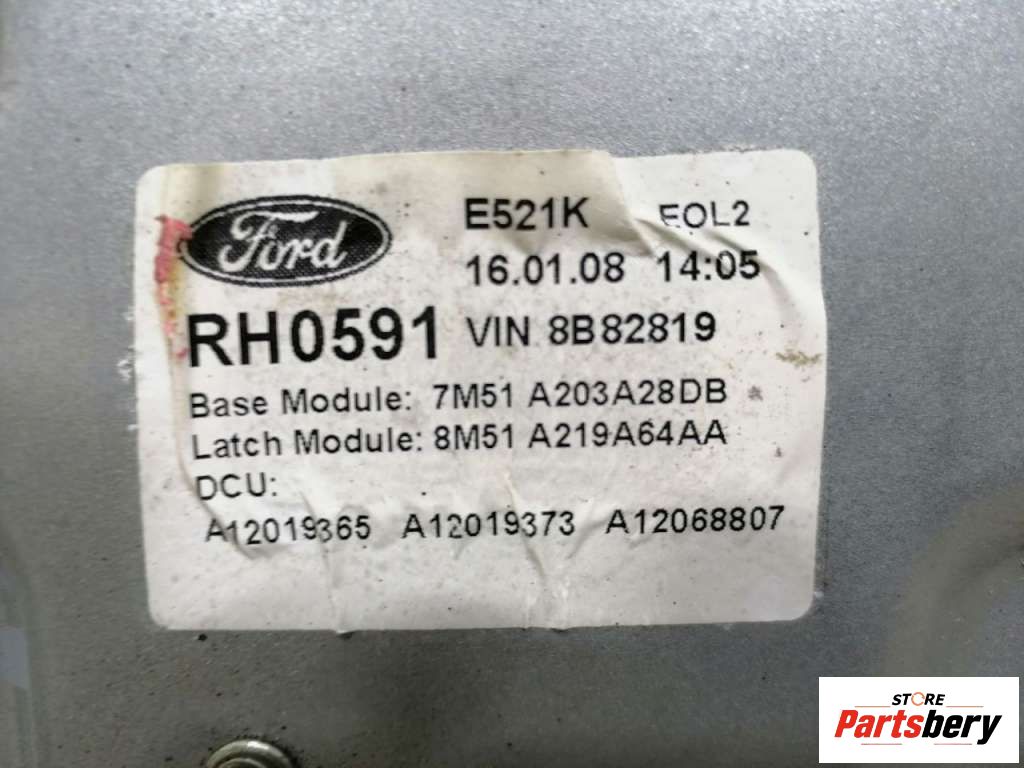 Ford
E521K EOL2
16.01.08 14:05
RH0591 VIN 8B82819
Base Module: 7M51 A203A28DB
Latch Module: 8M51 A219A64AA
DCU:
A12019365 A12019373 A12068807
STORE
Partsbery